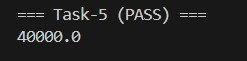 === Task-5 (PASS) ===
40000.0